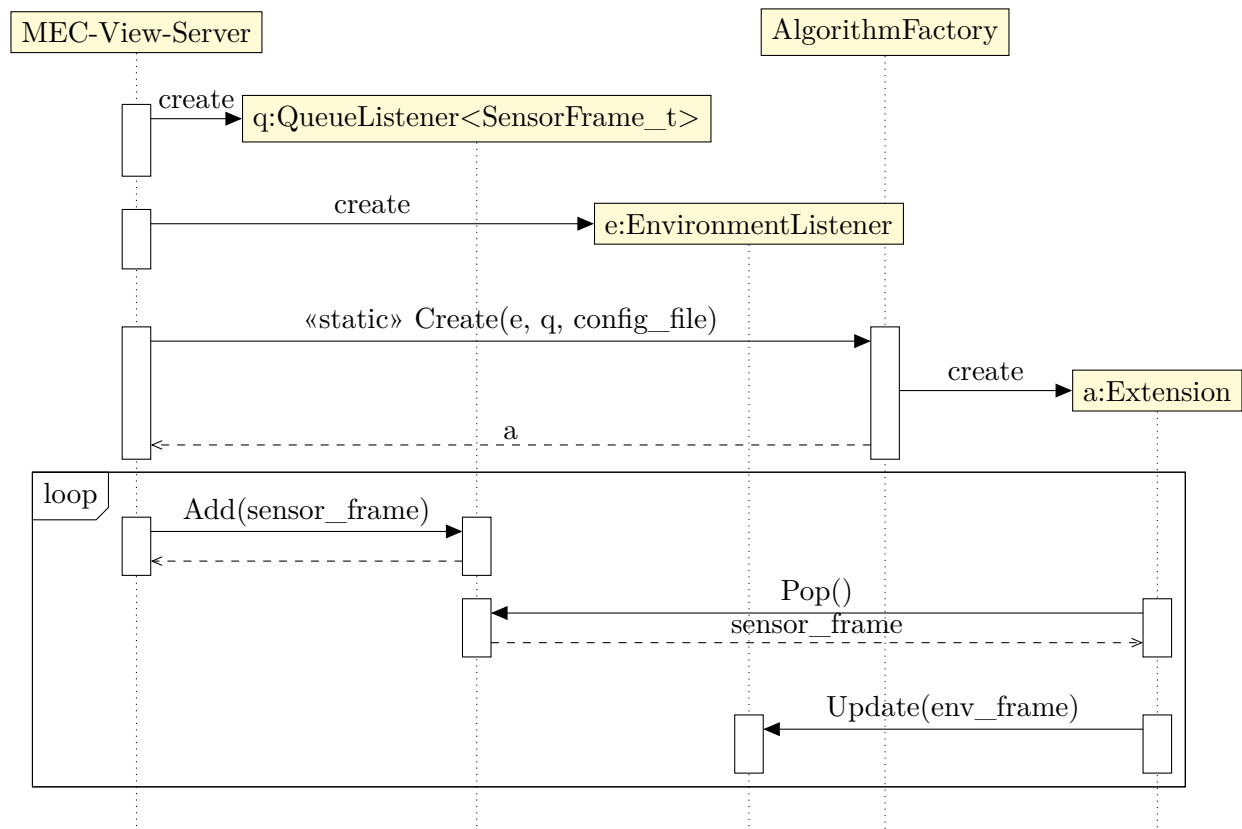 MEC-View-Server
AlgorithmFactory
create
q:QueueListener<SensorFrame_t>
create
e:EnvironmentListener
«static» Create(e, q, config_file)
create
a:Extension
a
loop
Add(sensor_frame)
Pop()
sensor_frame
Update(env_frame)